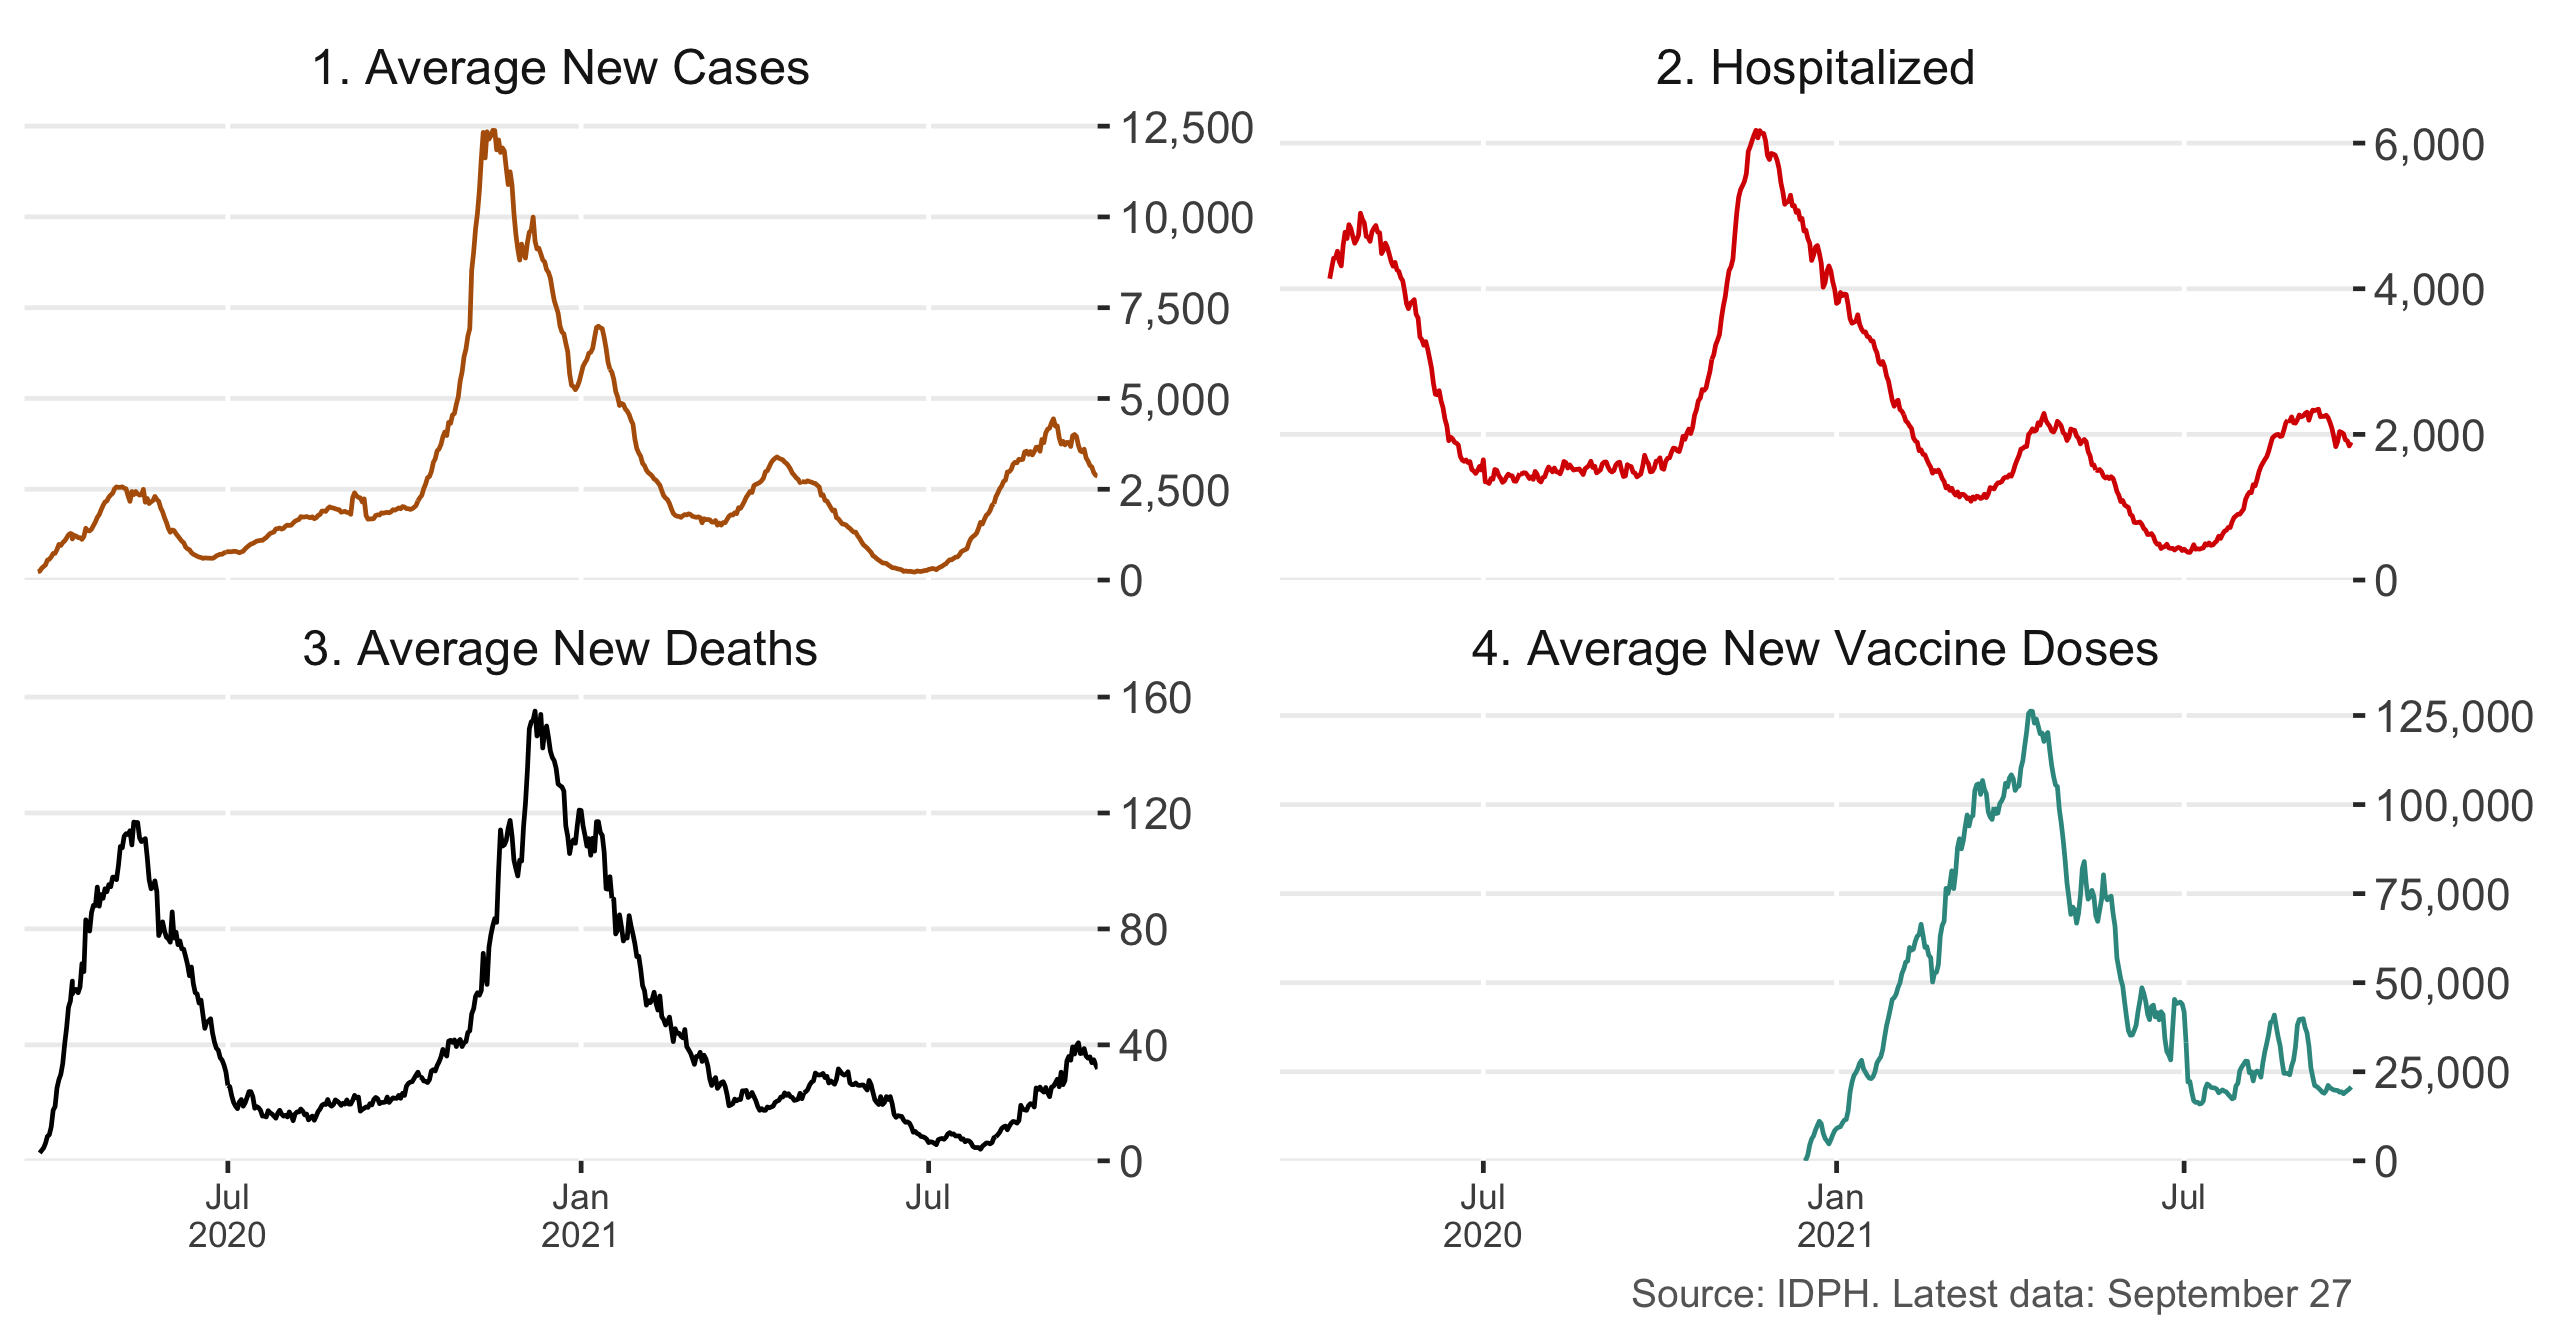 1. Average New Cases
12,500
10,000
7,500
5,000
2,500
0
2. Hospitalized
6,000
4,000
2,000
0
3. Average New Deaths
160
120
80
40
0
Jul
2020
Jan
2021
Jul
4. Average New Vaccine Doses
125,000
100,000
75,000
50,000
25,000
0
Jul
2020
Jan
2021
Jul
Source: IDPH. Latest data: September 27